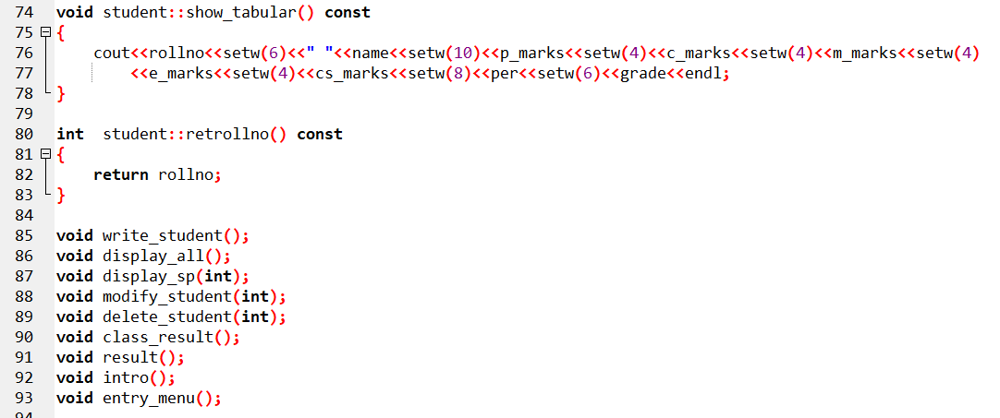 74 void student::show_tabular() const
75 {
76     cout<<rollno<<setw(6)<<" "<<name<<setw(10)<<p_marks<<setw(4)<<c_marks<<setw(4)<<m_marks<<setw(4)
77         <<e_marks<<setw(4)<<cs_marks<<setw(8)<<per<<setw(6)<<grade<<endl;
78 }
79
80 int  student::retrollno() const
81 {
82     return rollno;
83 }
84
85 void write_student();
86 void display_all();
87 void display_sp(int);
88 void modify_student(int);
89 void delete_student(int);
90 void class_result();
91 void result();
92 void intro();
93 void entry_menu();
94